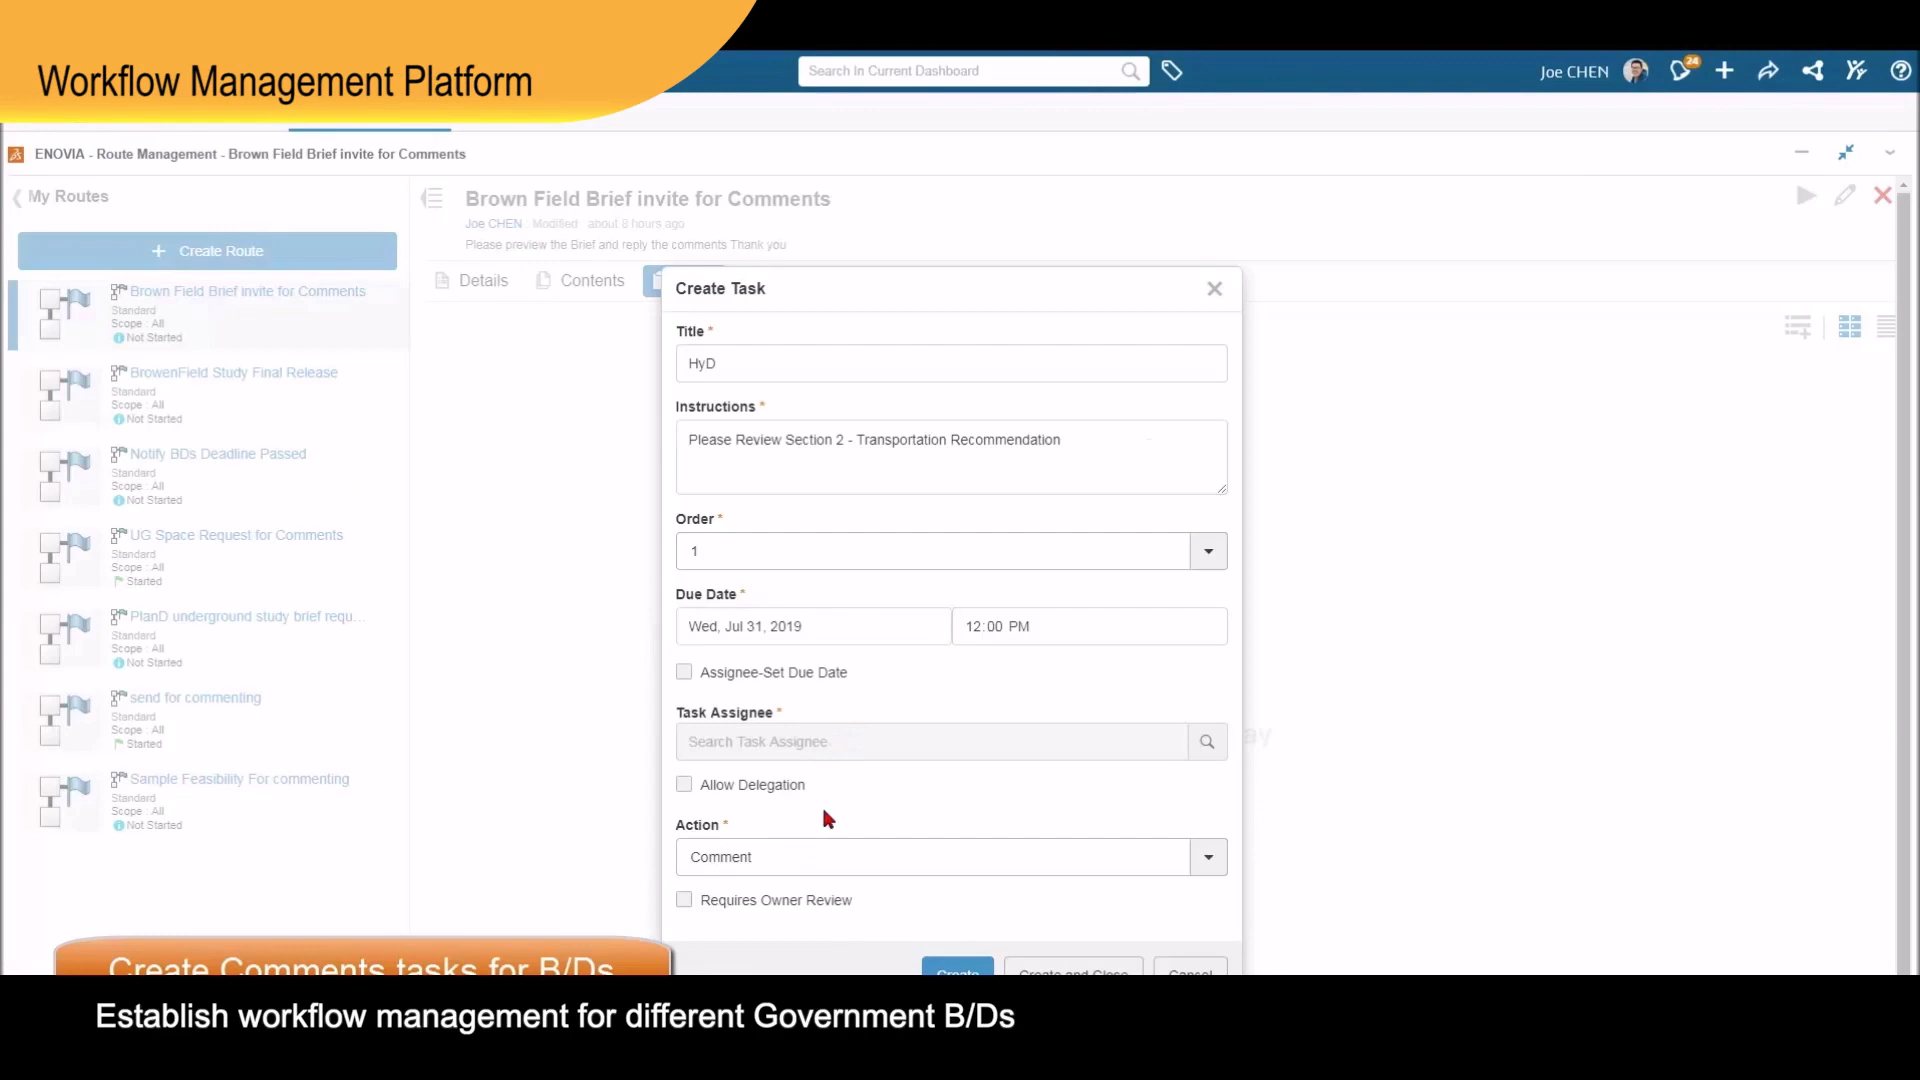 Workflow Management Platform
Search In Current Dashboard
Joe CHEN
24
ENOVIA - Route Management - Brown Field Brief invite for Comments
My Routes
Brown Field Brief invite for Comments
Joe CHEN Modified: about 8 hours ago
Please preview the Brief and reply the comments Thank you
+ Create Route
Details
Contents
Brown Field Brief invite for Comments
Standard
Scope : All
Not Started
BrowenField Study Final Release
Standard
Scope : All
Not Started
Notify BDs Deadline Passed
Standard
Scope : All
Not Started
UG Space Request for Comments
Standard
Scope : All
Started
PlanD underground study brief requ...
Standard
Scope : All
Not Started
send for commenting
Standard
Scope : All
Started
Sample Feasibility For commenting
Standard
Scope : All
Not Started
Create Task
Title *
HyD
Instructions *
Please Review Section 2 - Transportation Recommendation
Order *
1
Due Date *
Wed, Jul 31, 2019
12:00 PM
Assignee-Set Due Date
Task Assignee *
Search Task Assignee
Allow Delegation
Action *
Comment
Requires Owner Review
Create
Create and Close
Cancel
Create Comments tasks for B/Ds
Establish workflow management for different Government B/Ds